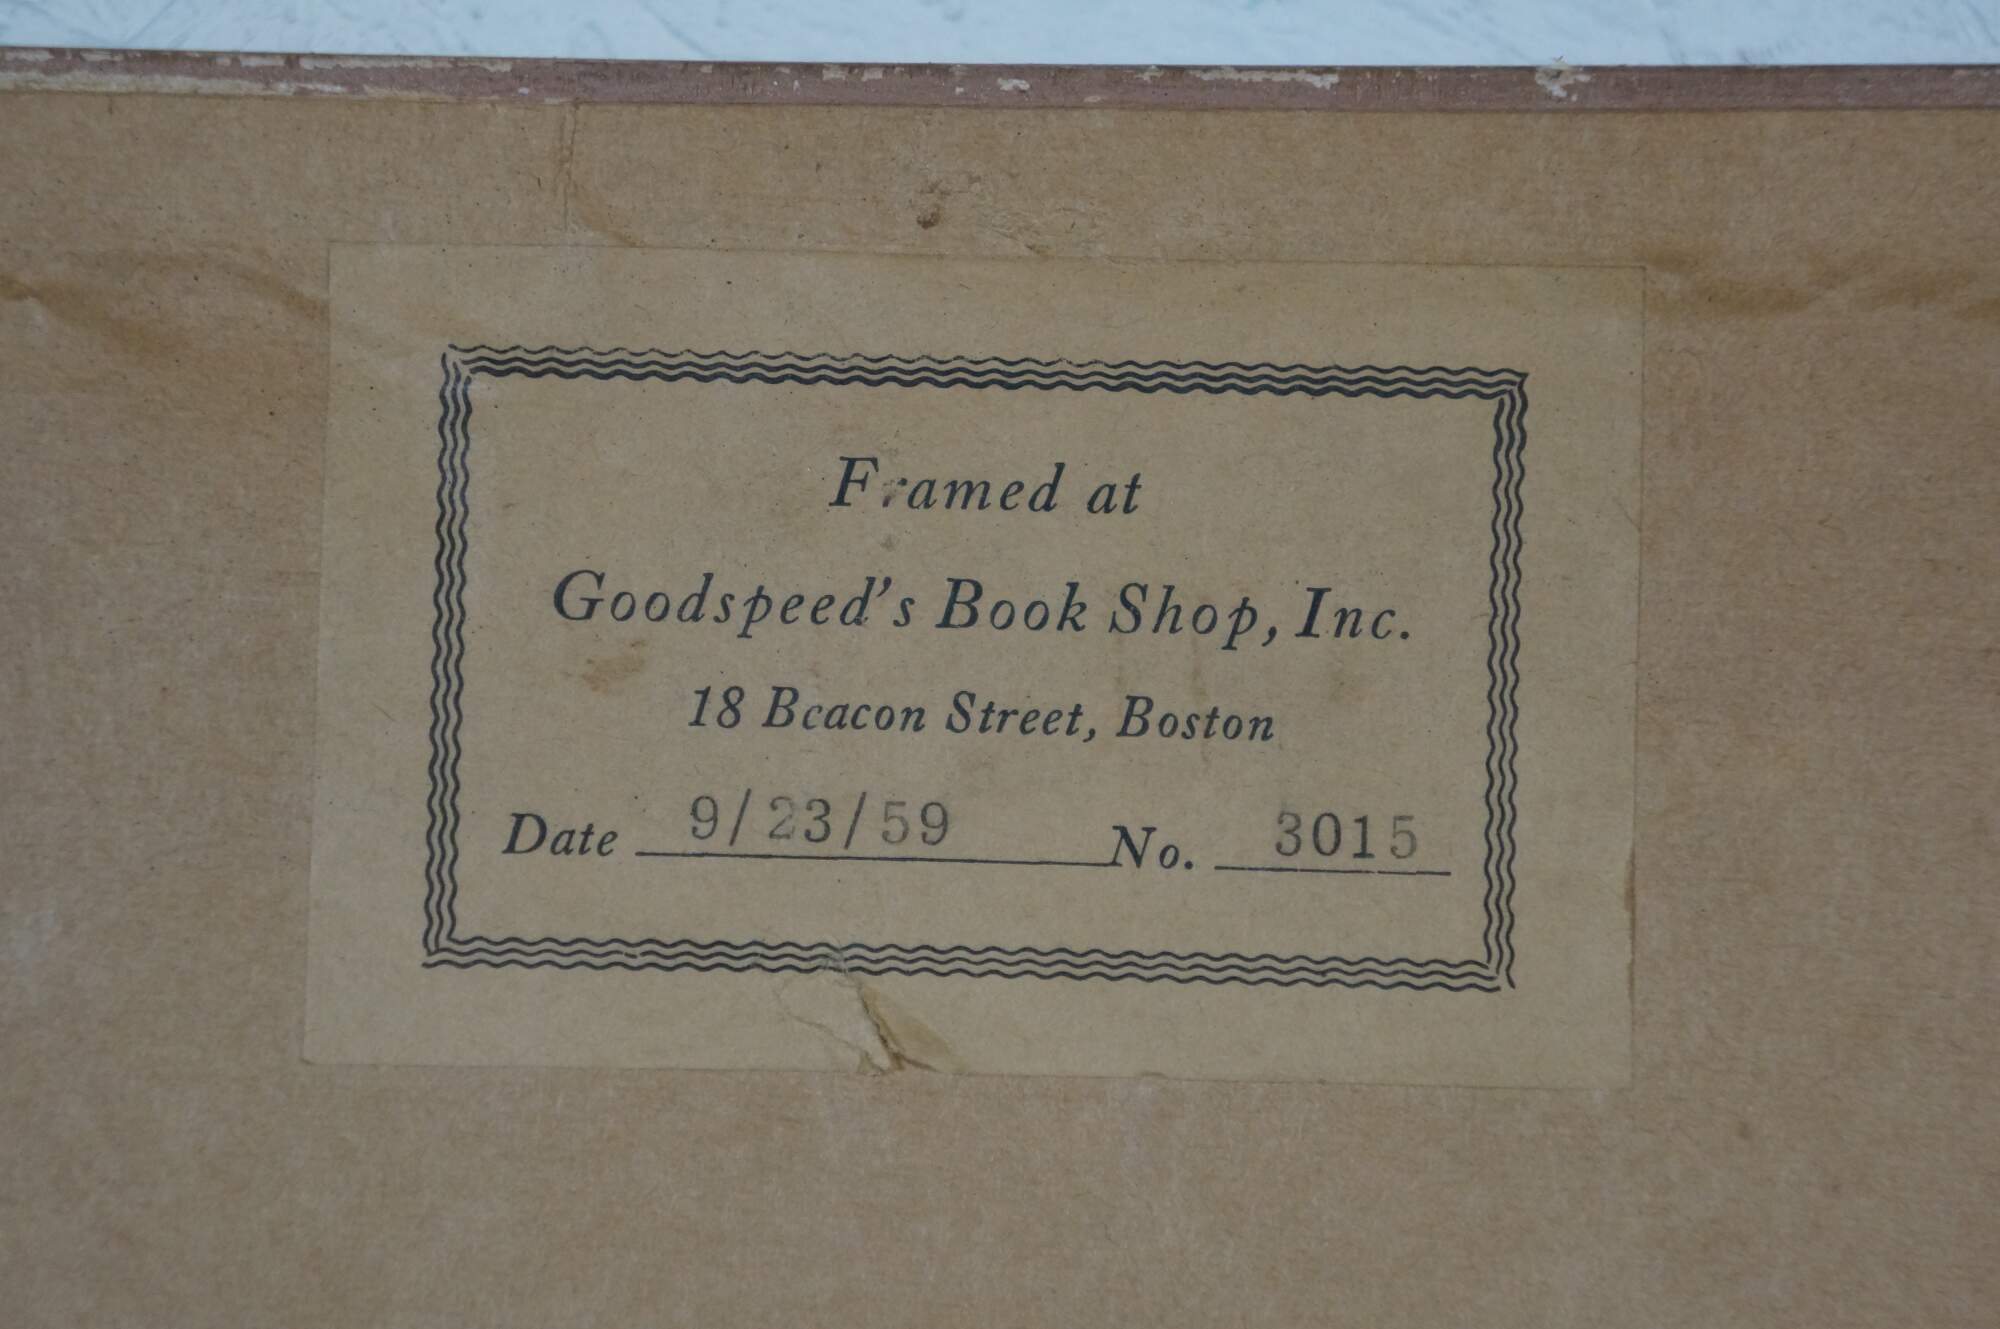 Framed at
Goodspeed's Book Shop, Inc.
18 Beacon Street, Boston
Date 9/23/59 No. 3015